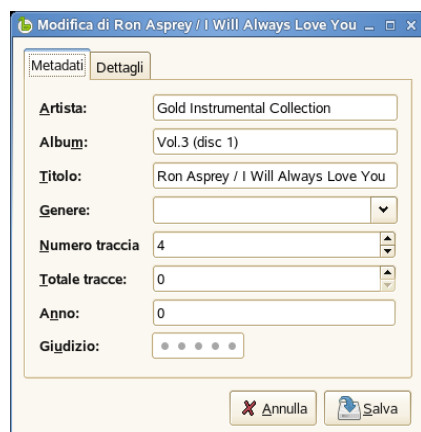 Modifica di Ron Asprey / I Will Always Love You
Metadati Dettagli
Artista: Gold Instrumental Collection
Album: Vol.3 (disc 1)
Titolo: Ron Asprey / I Will Always Love You
Genere:
Numero traccia 4
Totale tracce: 0
Anno: 0
Giudizio:
Annulla Salva